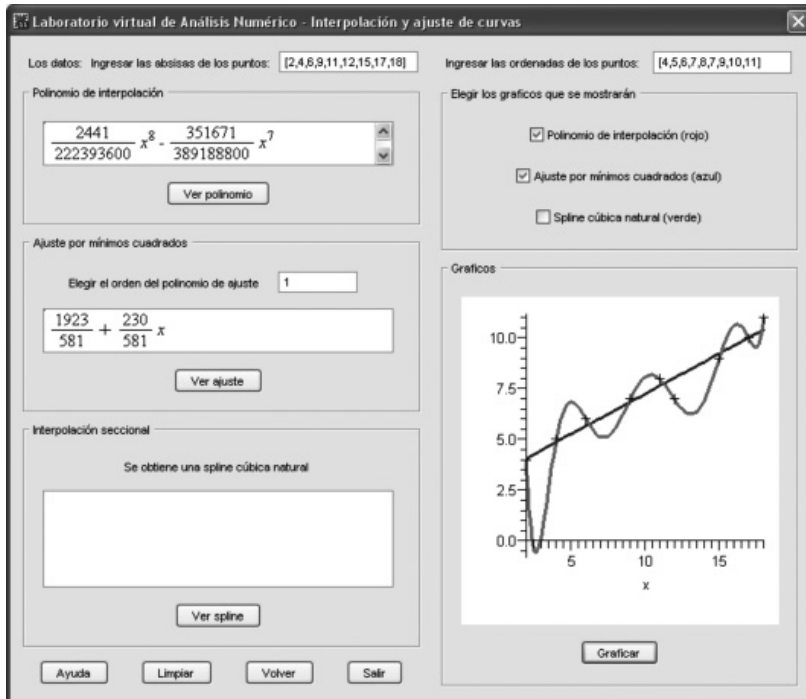 Laboratorio virtual de Análisis Numérico - Interpolación y ajuste de curvas
Los datos: Ingresar las absisas de los puntos: [2,4,6,9,11,12,15,17,18]
Ingresar las ordenadas de los puntos: [4,5,6,7,8,7,9,10,11]
Polinomio de interpolación
2441/222393600 x^8 - 351671/389188800 x^7
Ver polinomio
Ajuste por mínimos cuadrados
Elegir el orden del polinomio de ajuste 1
1923/581 + 230/581 x
Ver ajuste
Interpolación seccional
Se obtiene una spline cúbica natural
Ver spline
Ayuda Limpiar Volver Salir
Elegir los graficos que se mostrarán
Polinomio de interpolación (rojo)
Ajuste por mínimos cuadrados (azul)
Spline cúbica natural (verde)
Graficos
10.0
7.5
5.0
2.5
0.0
5 10 15
x
Graficar